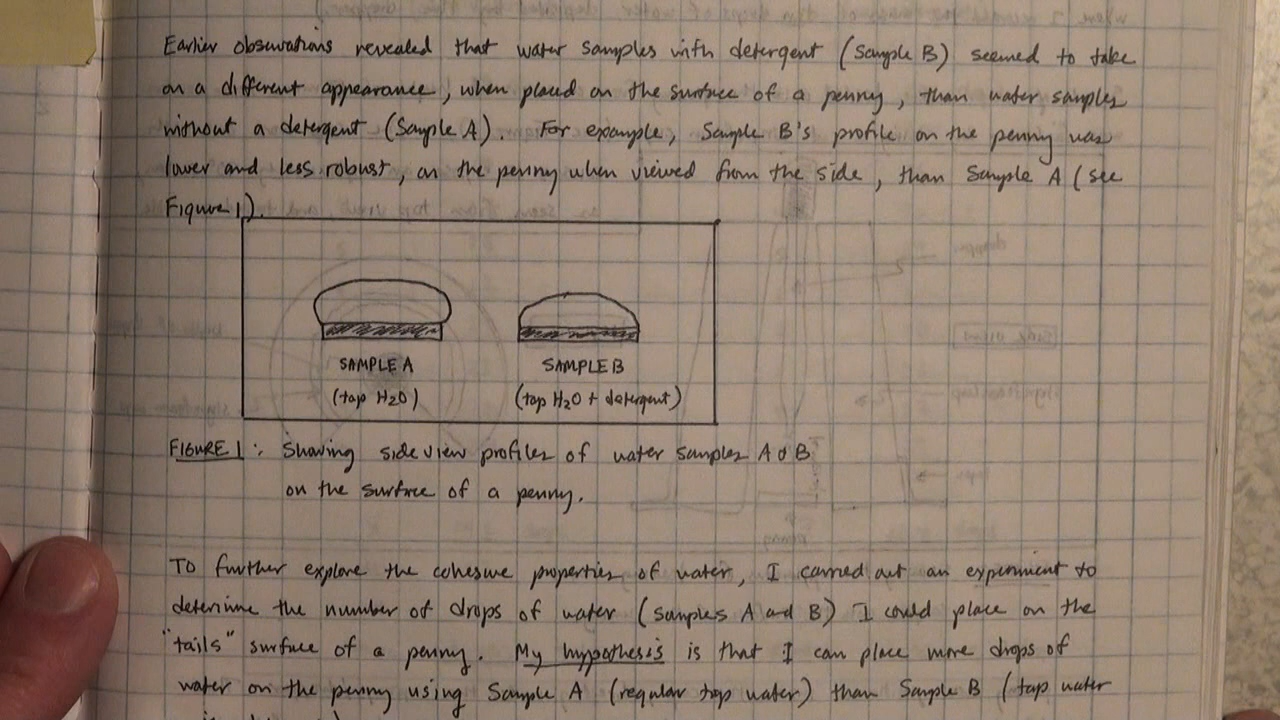 Earlier observations revealed that water samples with detergent (Sample B) seemed to take
on a different appearance, when placed on the surface of a penny, than water samples
without a detergent (Sample A). For example, Sample B's profile on the penny was
lower and less robust, on the penny when viewed from the side, than Sample A (see
Figure 1).
SAMPLE A
SAMPLE B
(tap H2O)
(tap H2O + detergent)
FIGURE 1: Showing side view profiles of water samples A & B
on the surface of a penny.
To further explore the cohesive properties of water, I carried out an experiment to
determine the number of drops of water (samples A and B) I could place on the
"tails" surface of a penny. My hypothesis is that I can place more drops of
water on the penny using Sample A (regular tap water) than Sample B (tap water